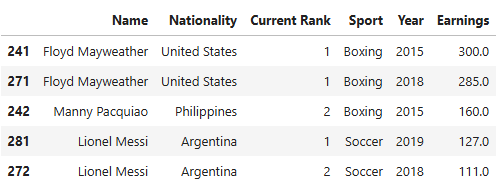 Name Nationality Current Rank Sport Year Earnings
241 Floyd Mayweather United States 1 Boxing 2015 300.0
271 Floyd Mayweather United States 1 Boxing 2018 285.0
242 Manny Pacquiao Philippines 2 Boxing 2015 160.0
281 Lionel Messi Argentina 1 Soccer 2019 127.0
272 Lionel Messi Argentina 2 Soccer 2018 111.0